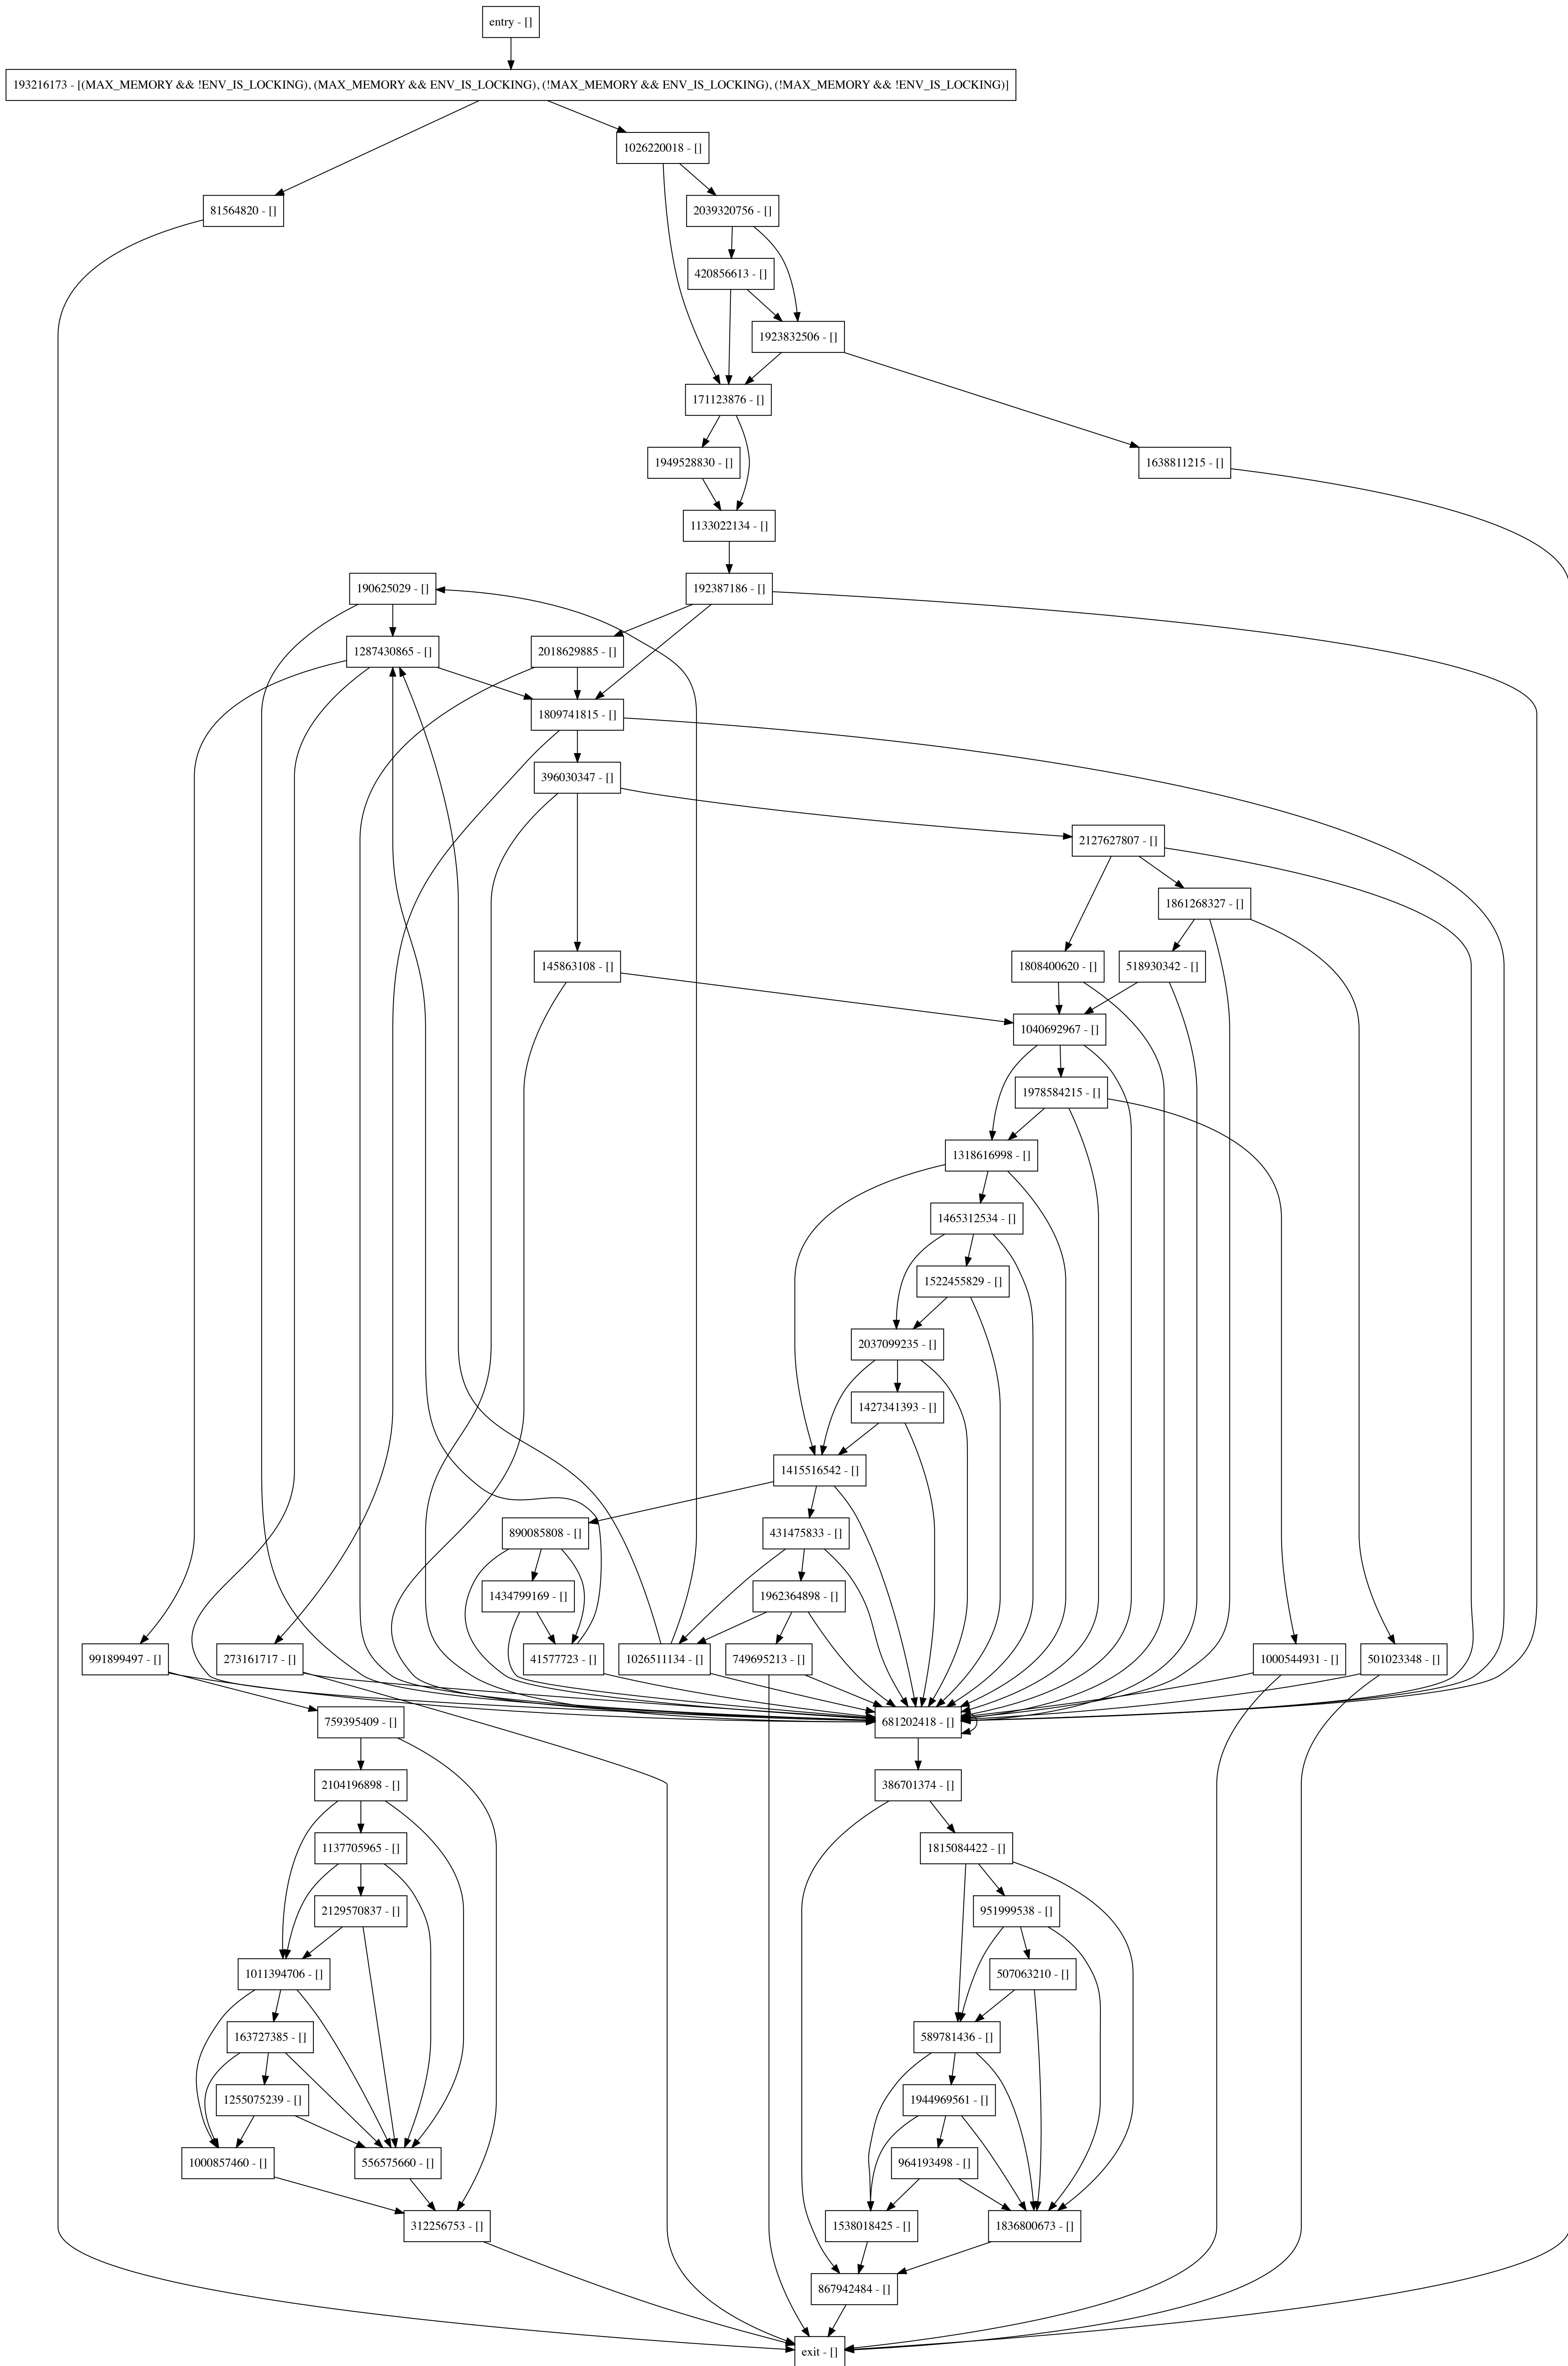 entry - []
193216173 - [(MAX_MEMORY && !ENV_IS_LOCKING), (MAX_MEMORY && ENV_IS_LOCKING), (!MAX_MEMORY && ENV_IS_LOCKING), (!MAX_MEMORY && !ENV_IS_LOCKING)]
1026220018 - []
81564820 - []
2039320756 - []
420856613 - []
1923832506 - []
171123876 - []
1949528830 - []
1638811215 - []
1133022134 - []
190625029 - []
192387186 - []
1287430865 - []
2018629885 - []
1809741815 - []
396030347 - []
2127627807 - []
1861268327 - []
145863108 - []
1808400620 - []
518930342 - []
1040692967 - []
1978584215 - []
1318616998 - []
1465312534 - []
1522455829 - []
2037099235 - []
1427341393 - []
1415516542 - []
890085808 - []
431475833 - []
1434799169 - []
1962364898 - []
991899497 - []
273161717 - []
41577723 - []
1026511134 - []
749695213 - []
1000544931 - []
501023348 - []
759395409 - []
681202418 - []
2104196898 - []
386701374 - []
1137705965 - []
1815084422 - []
2129570837 - []
951999538 - []
1011394706 - []
507063210 - []
163727385 - []
589781436 - []
1255075239 - []
1944969561 - []
1000857460 - []
556575660 - []
964193498 - []
312256753 - []
1538018425 - []
1836800673 - []
867942484 - []
exit - []